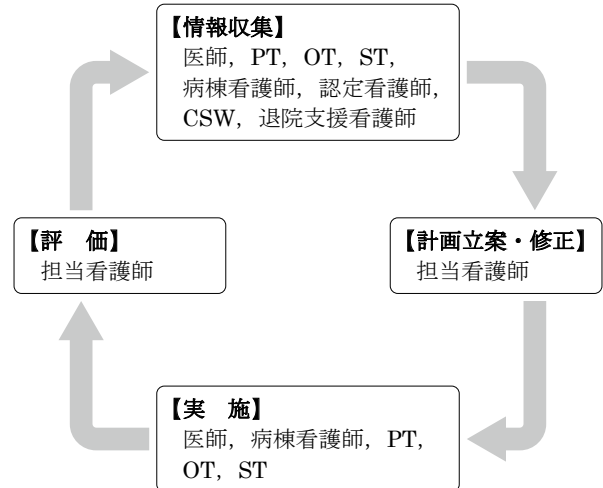 【情報収集】
医師，PT，OT，ST，
病棟看護師，認定看護師，
CSW，退院支援看護師
【評　価】
担当看護師
【計画立案・修正】
担当看護師
【実　施】
医師，病棟看護師，PT，
OT，ST